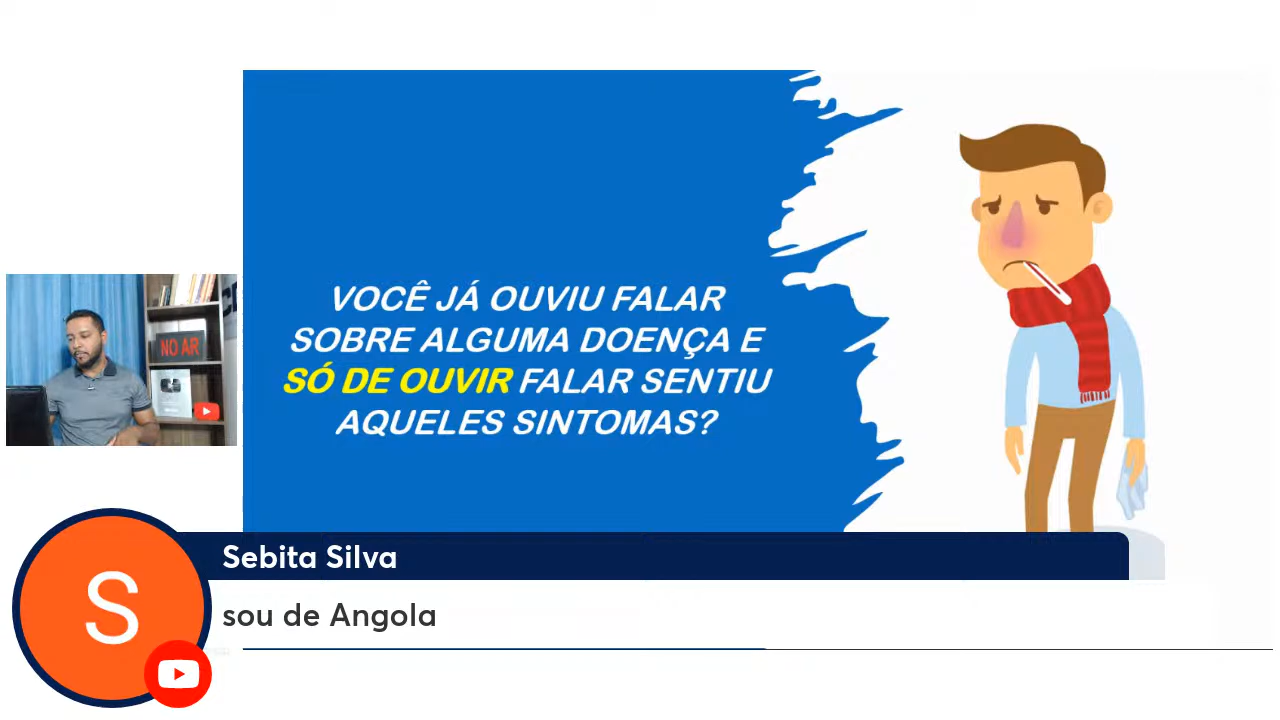 VOCÊ JÁ OUVIU FALAR
SOBRE ALGUMA DOENÇA E
SÓ DE OUVIR FALAR SENTIU
AQUELES SINTOMAS?
NO AR
S
Sebita Silva
sou de Angola